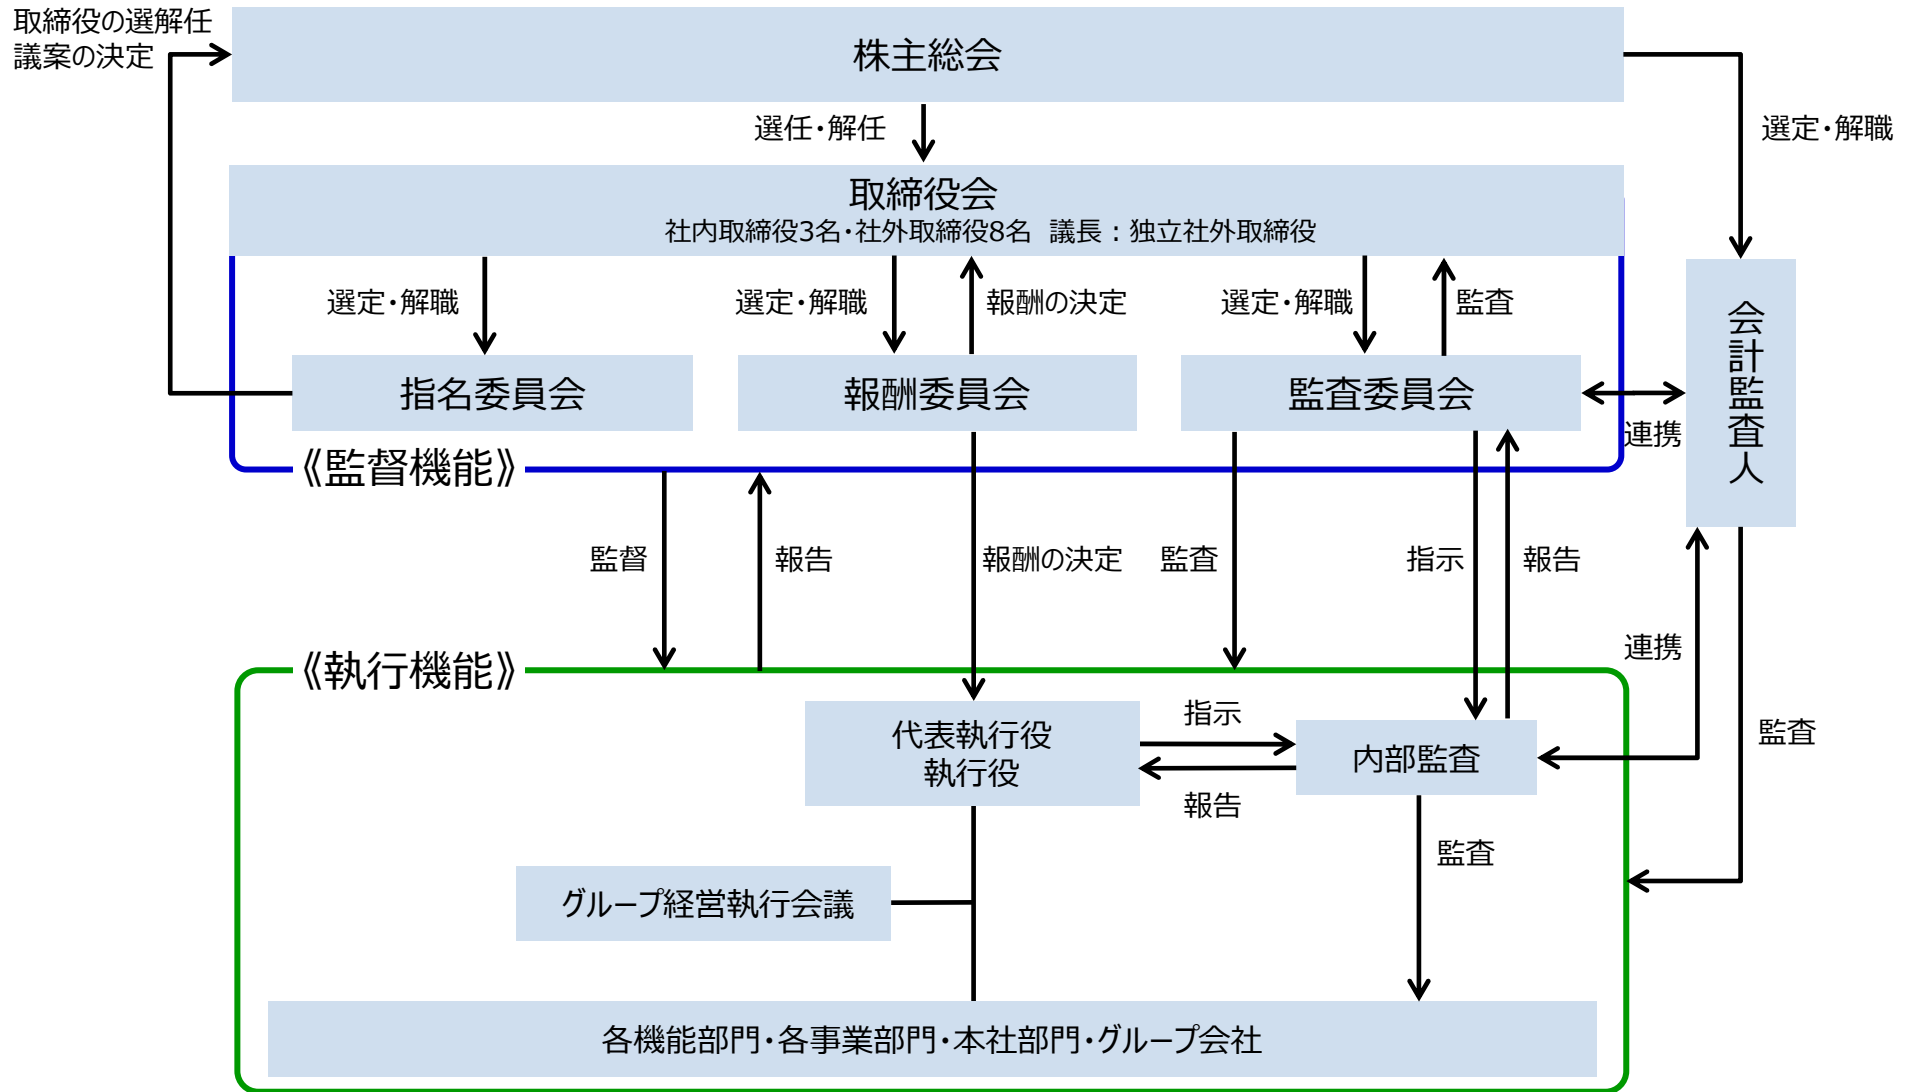 取締役の選解任
議案の決定
株主総会
選任・解任
選定・解職
取締役会
社内取締役3名・社外取締役8名 議長：独立社外取締役
選定・解職
選定・解職
報酬の決定
選定・解職
監査
会計監査人
指名委員会
報酬委員会
監査委員会
連携
《監督機能》
監督
報告
報酬の決定
監査
指示
報告
連携
《執行機能》
代表執行役
執行役
指示
報告
内部監査
監査
監査
グループ経営執行会議
各機能部門・各事業部門・本社部門・グループ会社